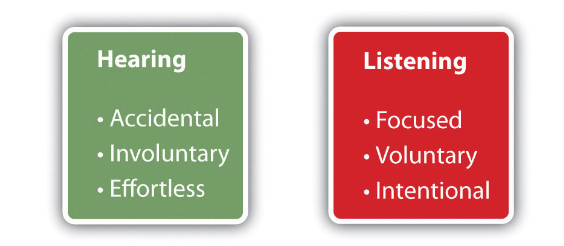 Hearing
• Accidental
• Involuntary
• Effortless
Listening
• Focused
• Voluntary
• Intentional